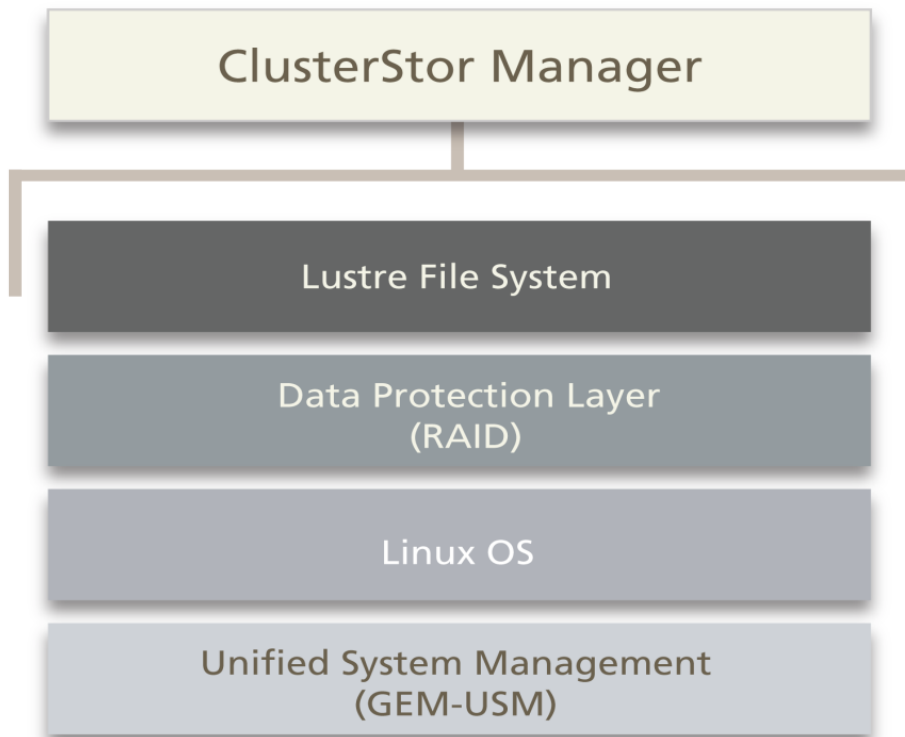 ClusterStor Manager
Lustre File System
Data Protection Layer
(RAID)
Linux OS
Unified System Management
(GEM-USM)